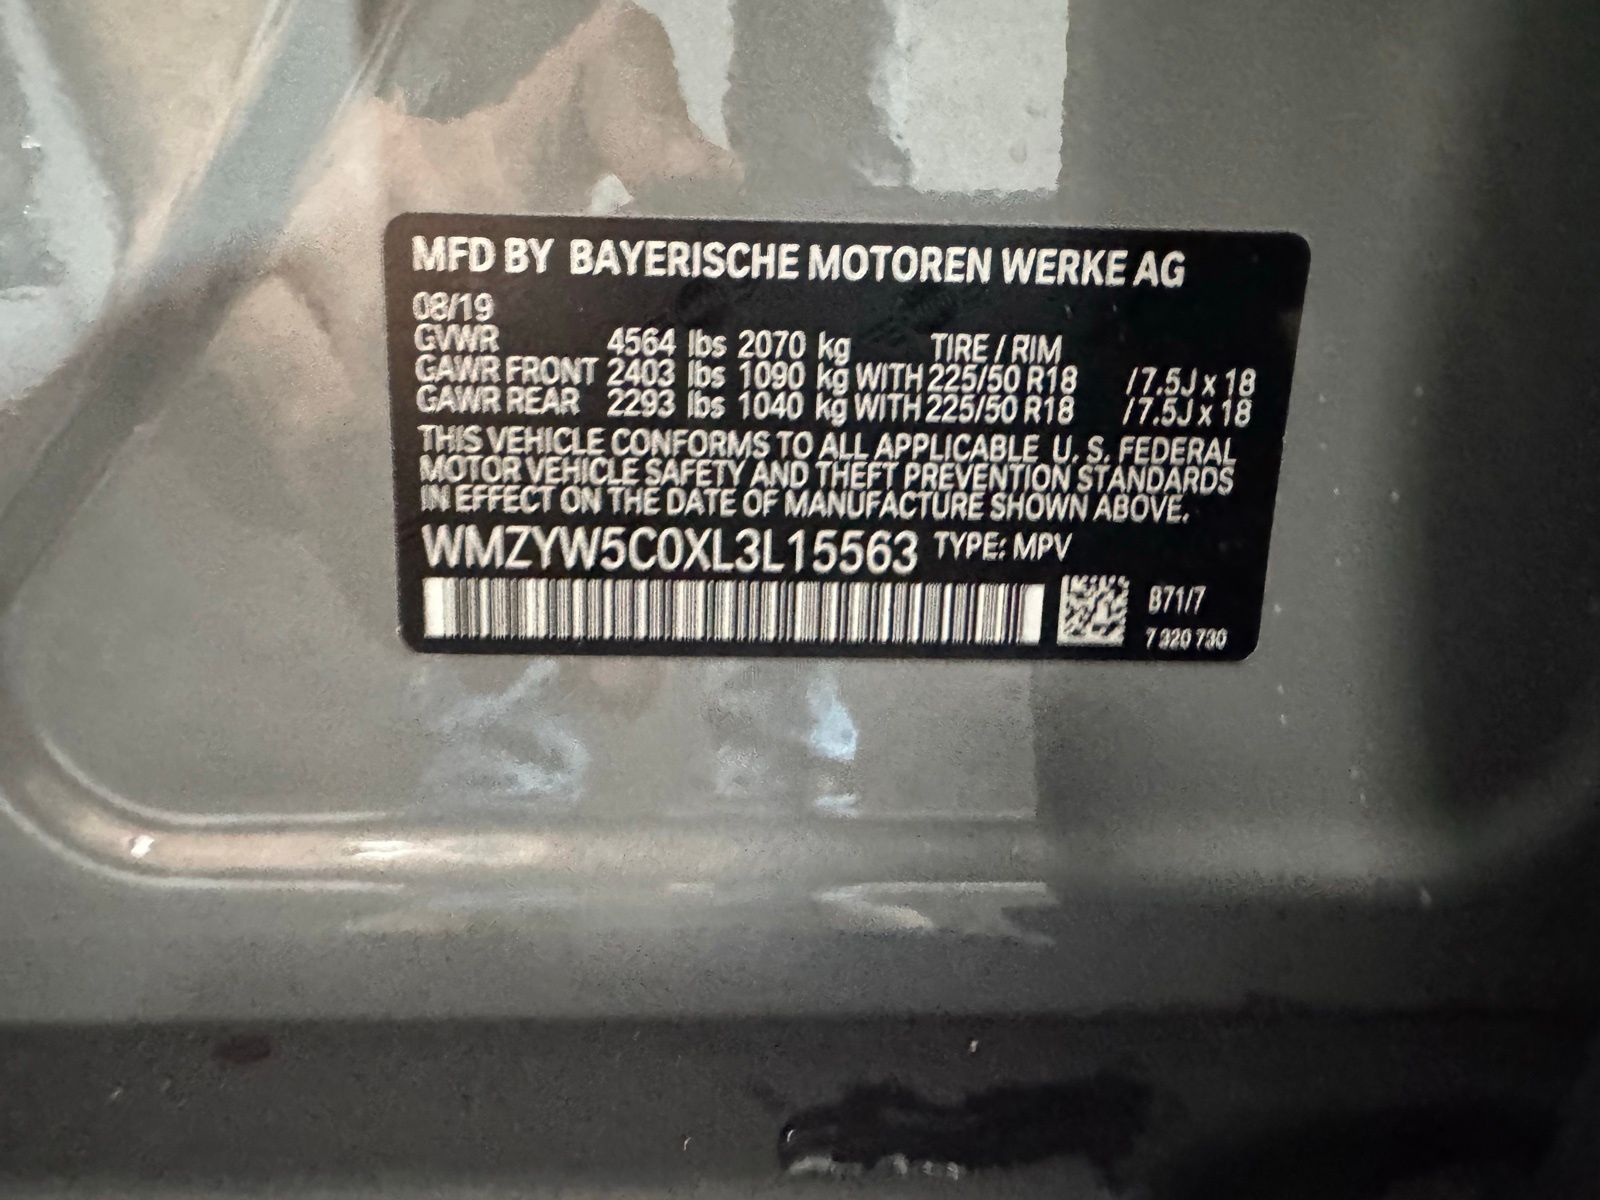 MFD BY BAYERISCHE MOTOREN WERKE AG
08/19
GVWR 4564 lbs 2070 kg TIRE / RIM
GAWR FRONT 2403 lbs 1090 kg WITH 225/50 R18 / 7.5J x 18
GAWR REAR 2293 lbs 1040 kg WITH 225/50 R18 / 7.5J x 18
THIS VEHICLE CONFORMS TO ALL APPLICABLE U. S. FEDERAL
MOTOR VEHICLE SAFETY AND THEFT PREVENTION STANDARDS
IN EFFECT ON THE DATE OF MANUFACTURE SHOWN ABOVE.
WMZYW5C0XL3L15563 TYPE: MPV
B71/7
7 320 730